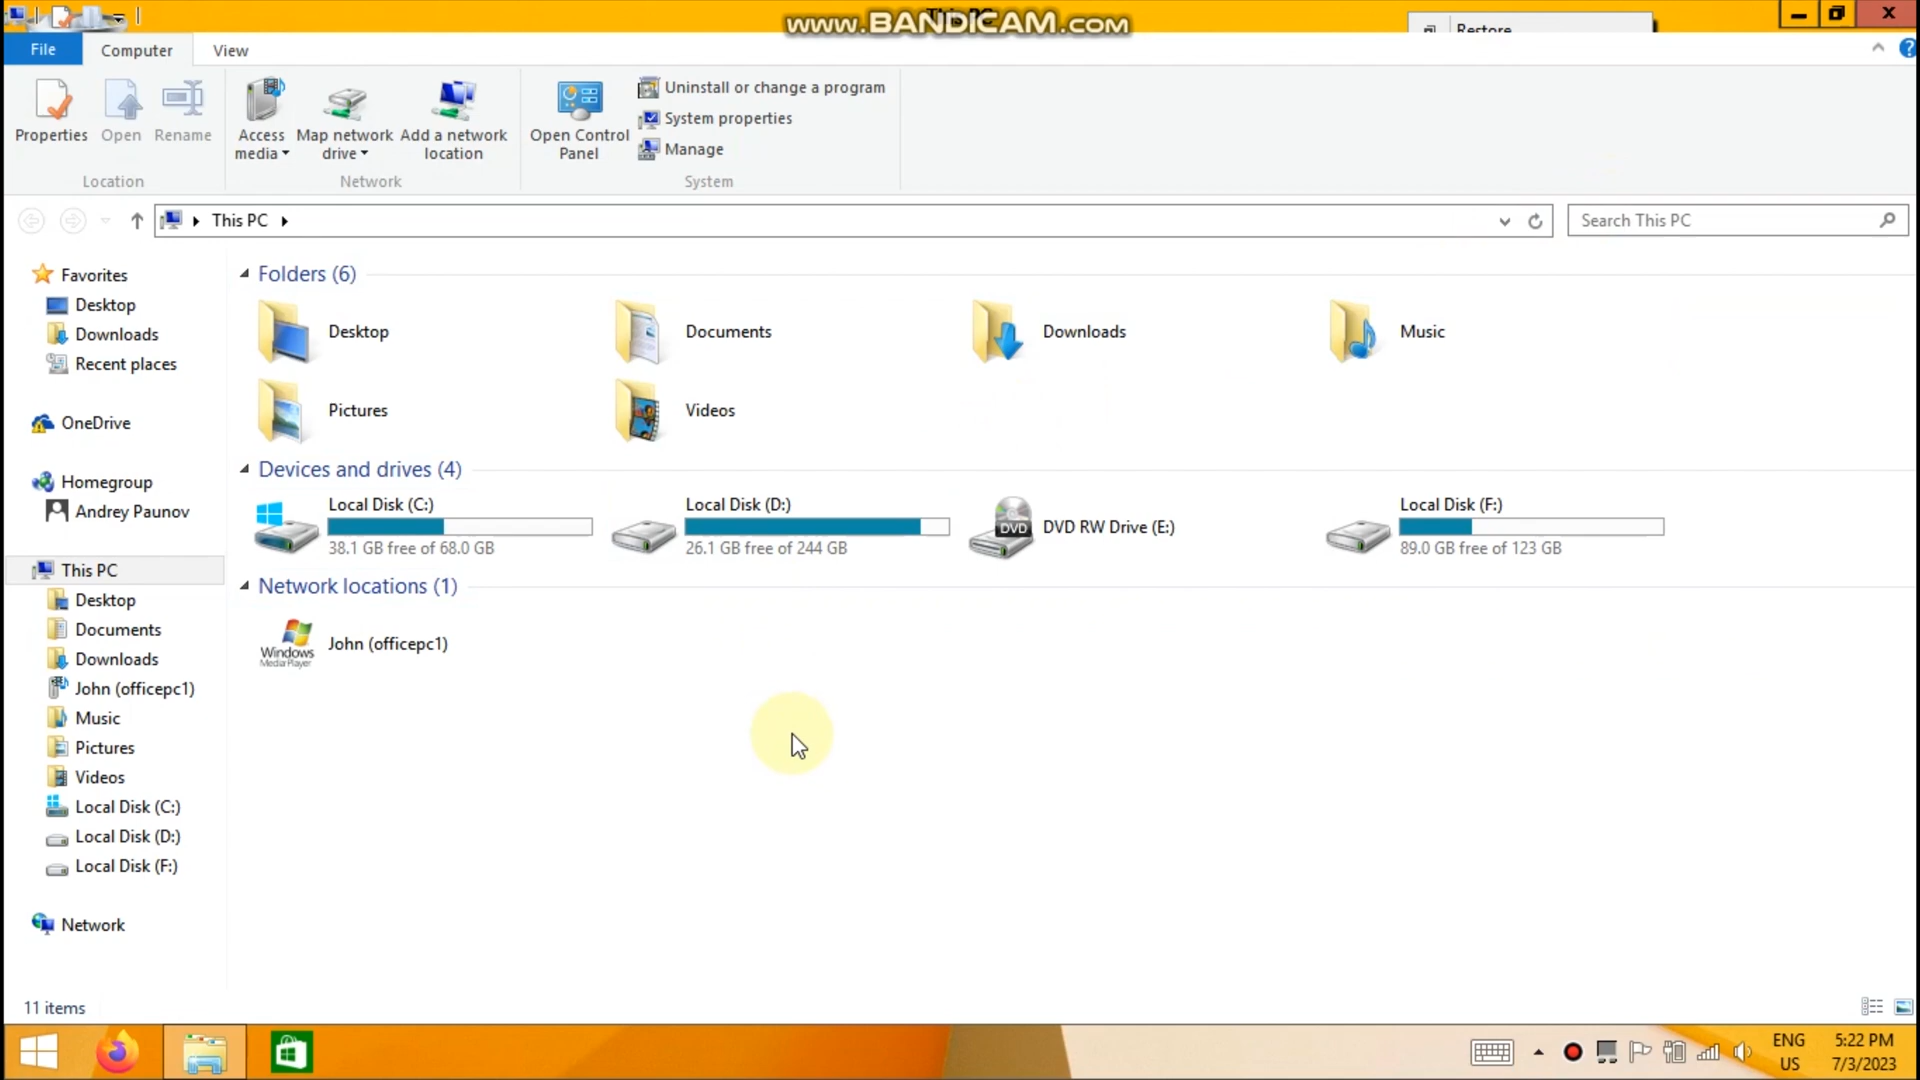 www.BANDICAM.com
Restore
File Computer View
Properties Open Rename
Access media
Map network drive
Add a network location
Open Control Panel
Uninstall or change a program
System properties
Manage
Location Network System
This PC
Search This PC
Favorites
Desktop
Downloads
Recent places
OneDrive
Homegroup
Andrey Paunov
This PC
Desktop
Documents
Downloads
John (officepc1)
Music
Pictures
Videos
Local Disk (C:)
Local Disk (D:)
Local Disk (F:)
Network
Folders (6)
Desktop Documents Downloads Music
Pictures Videos
Devices and drives (4)
Local Disk (C:)
38.1 GB free of 68.0 GB
Local Disk (D:)
26.1 GB free of 244 GB
DVD
DVD RW Drive (E:)
Local Disk (F:)
89.0 GB free of 123 GB
Network locations (1)
Windows
Media Player
John (officepc1)
11 items
ENG
US
5:22 PM
7/3/2023